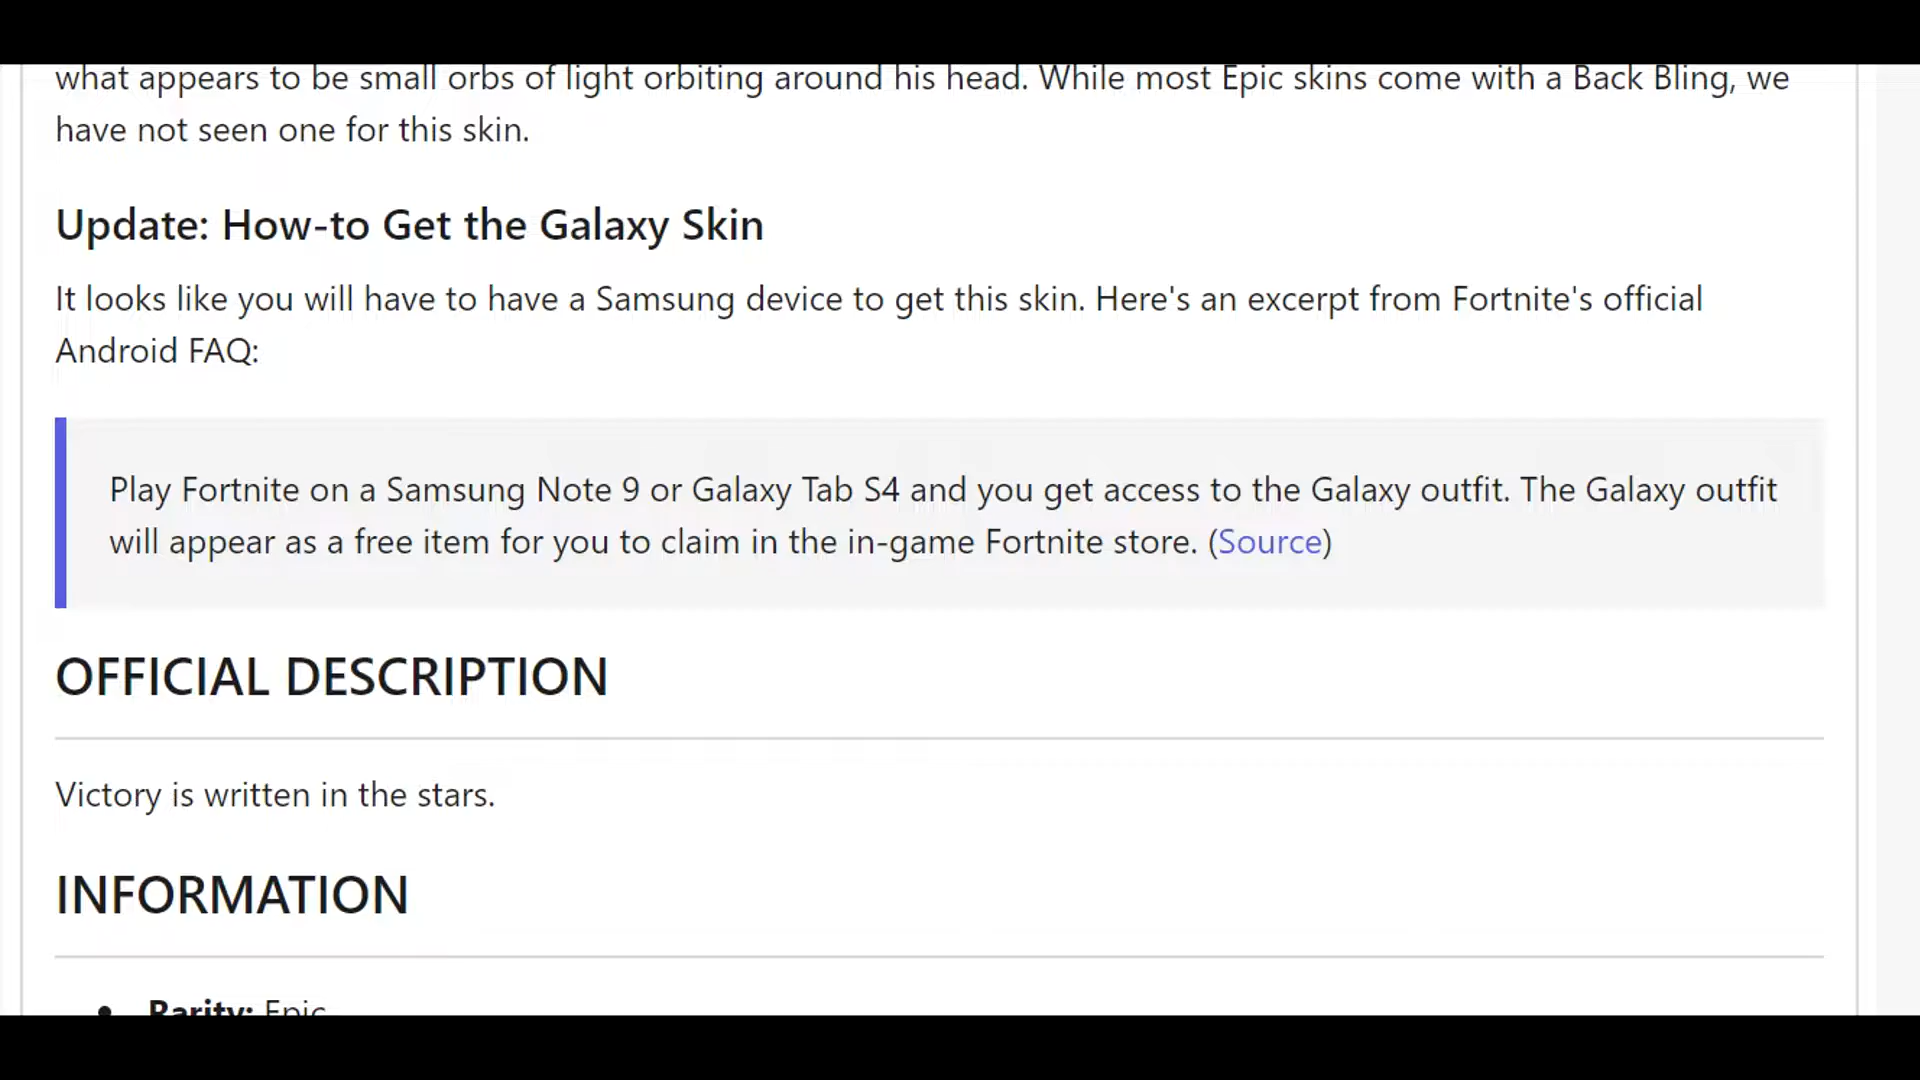 what appears to be small orbs of light orbiting around his head. While most Epic skins come with a Back Bling, we
have not seen one for this skin.
Update: How-to Get the Galaxy Skin
It looks like you will have to have a Samsung device to get this skin. Here's an excerpt from Fortnite's official
Android FAQ:
Play Fortnite on a Samsung Note 9 or Galaxy Tab S4 and you get access to the Galaxy outfit. The Galaxy outfit
will appear as a free item for you to claim in the in-game Fortnite store. (Source)
OFFICIAL DESCRIPTION
Victory is written in the stars.
INFORMATION
• Rarity: Epic